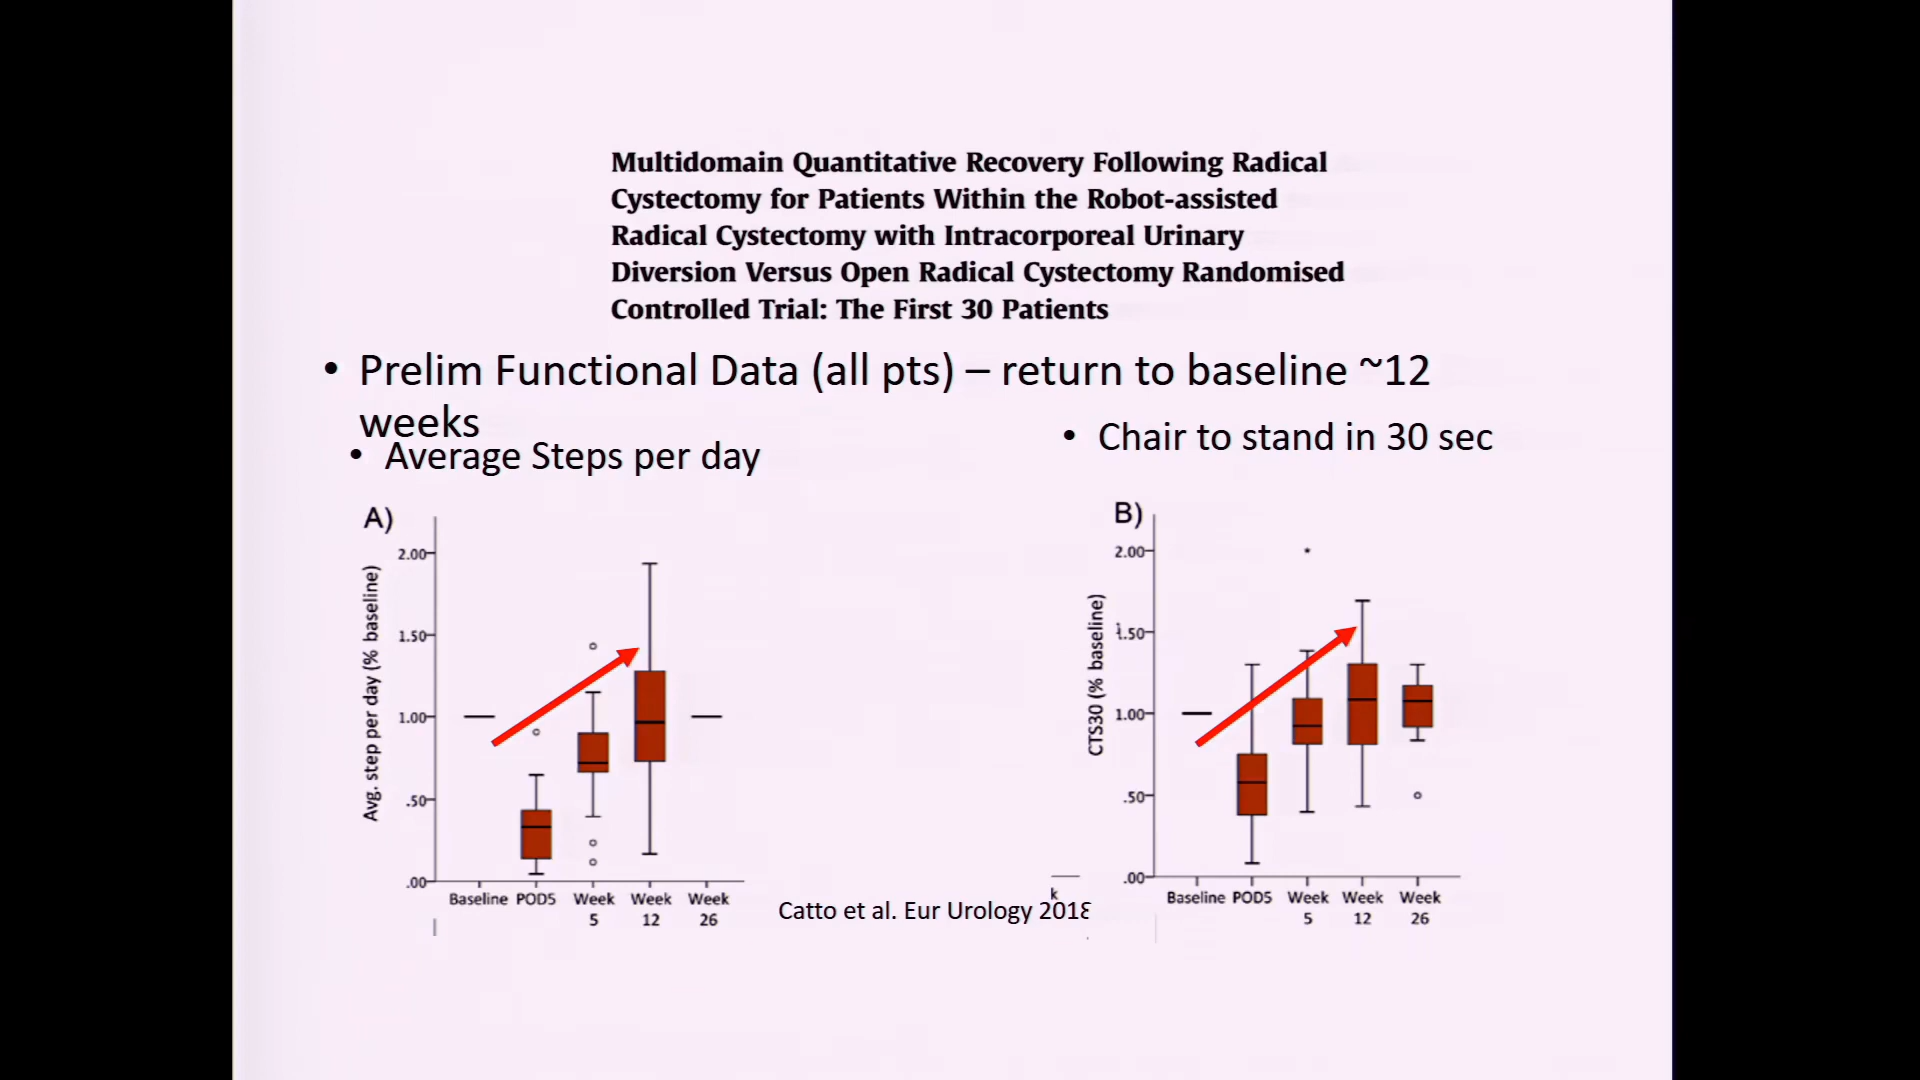 Multidomain Quantitative Recovery Following Radical
Cystectomy for Patients Within the Robot-assisted
Radical Cystectomy with Intracorporeal Urinary
Diversion Versus Open Radical Cystectomy Randomised
Controlled Trial: The First 30 Patients
• Prelim Functional Data (all pts) – return to baseline ~12
weeks
• Average Steps per day
A)
Avg. step per day (% baseline)
2.00
1.50
1.00
.50
.00
Baseline POD5 Week Week Week
5 12 26
• Chair to stand in 30 sec
B)
CTS30 (% baseline)
2.00
1.50
1.00
.50
.00
Baseline POD5 Week Week Week
5 12 26
k
Catto et al. Eur Urology 2018